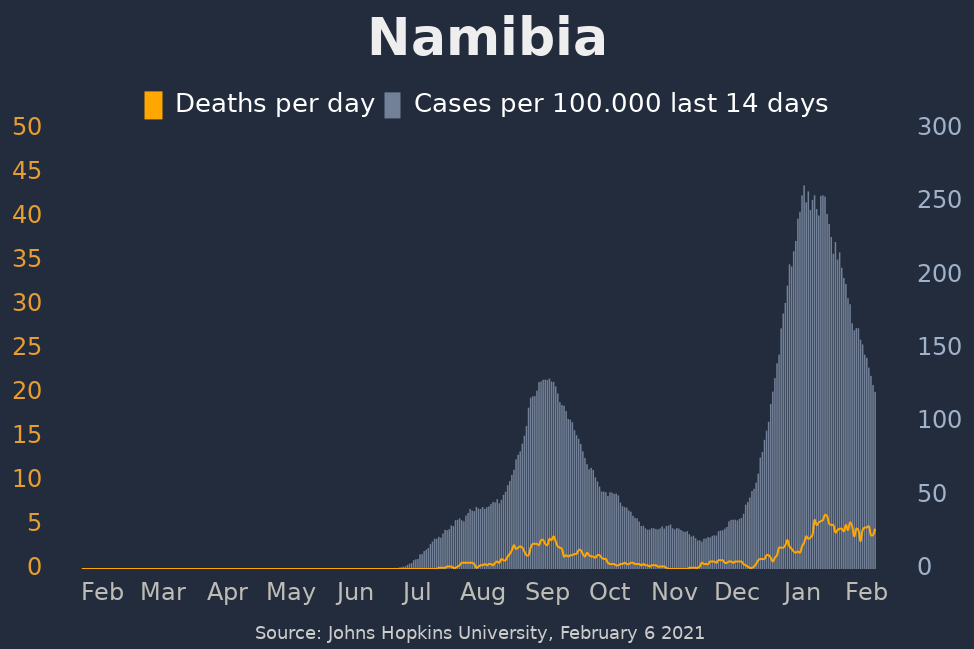 Namibia
Deaths per day Cases per 100.000 last 14 days
50 300
45
40 250
35
30 200
25 150
20
15 100
10 50
5
0 0
Feb Mar Apr May Jun Jul Aug Sep Oct Nov Dec Jan Feb
Source: Johns Hopkins University, February 6 2021